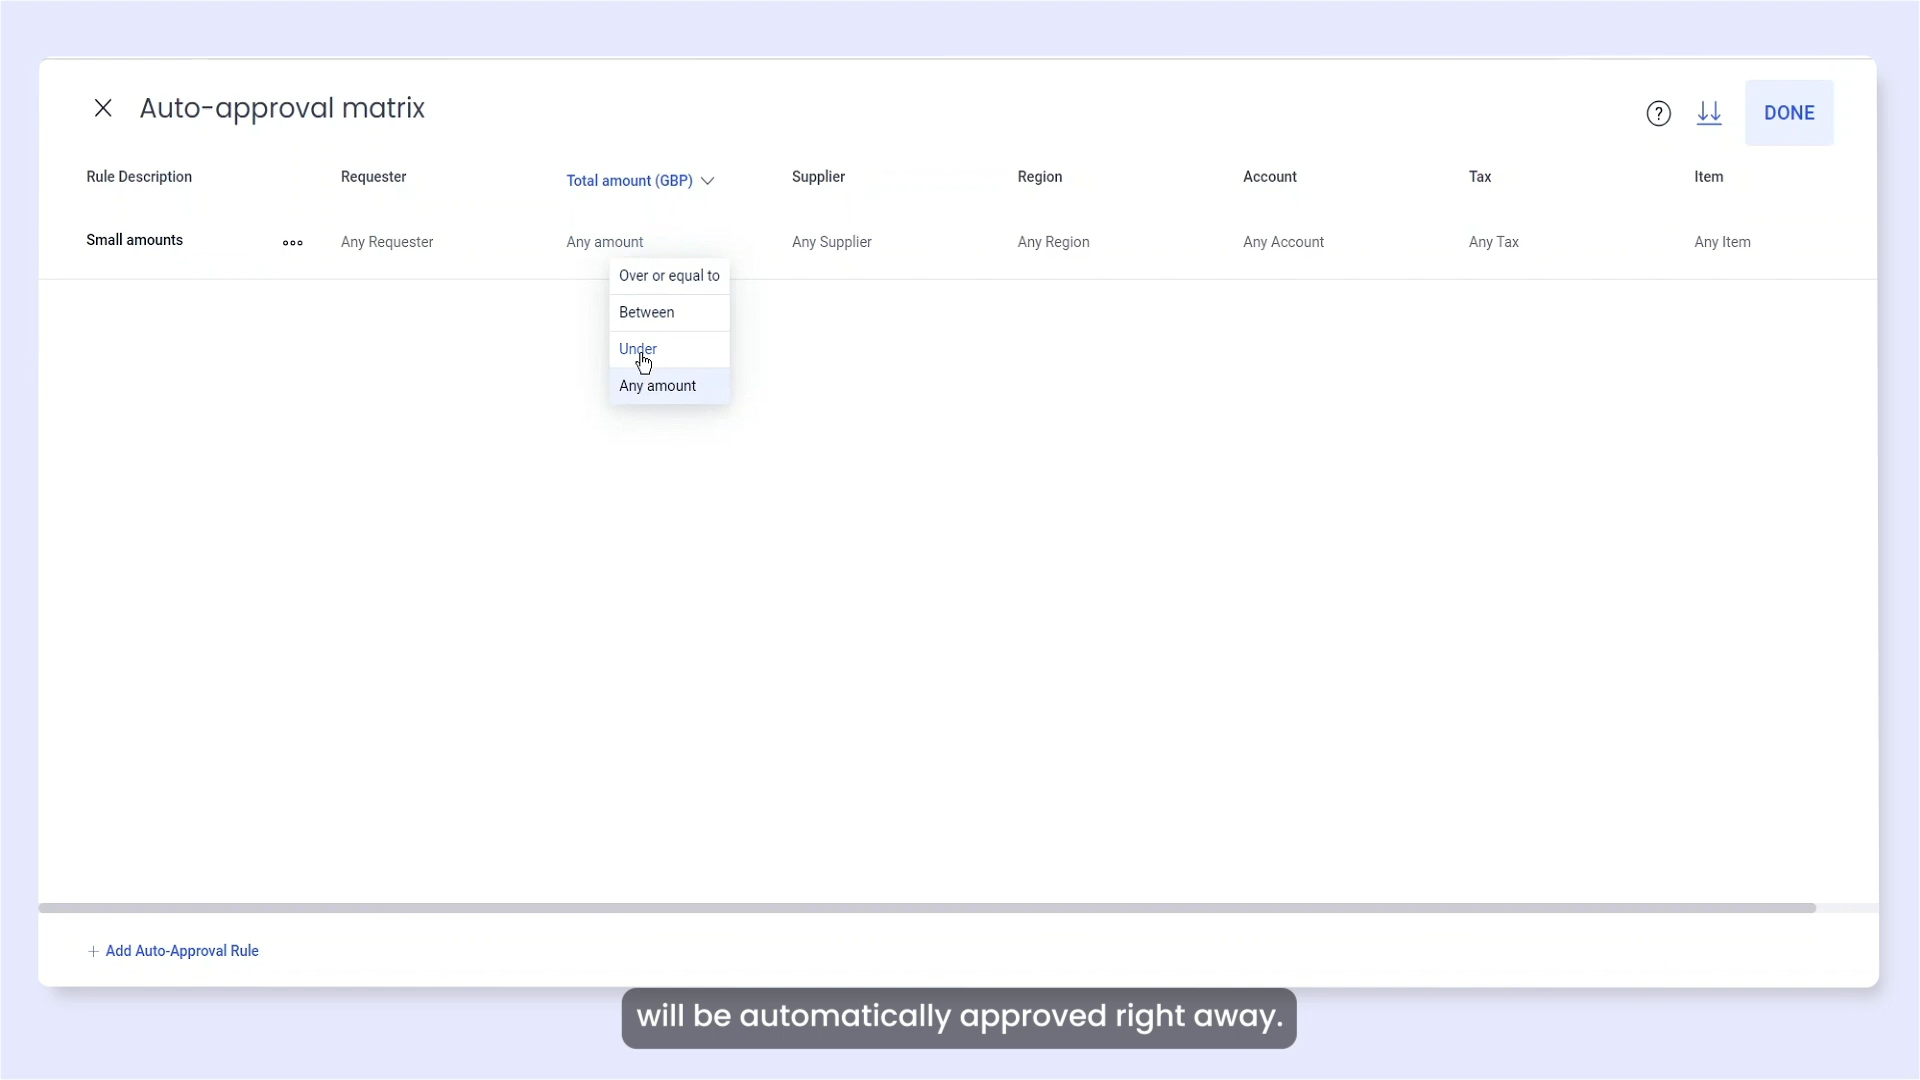 Auto-approval matrix
DONE
Rule Description Requester Total amount (GBP) Supplier Region Account Tax Item
Small amounts Any Requester Any amount Any Supplier Any Region Any Account Any Tax Any Item
Over or equal to
Between
Under
Any amount
+ Add Auto-Approval Rule
will be automatically approved right away.